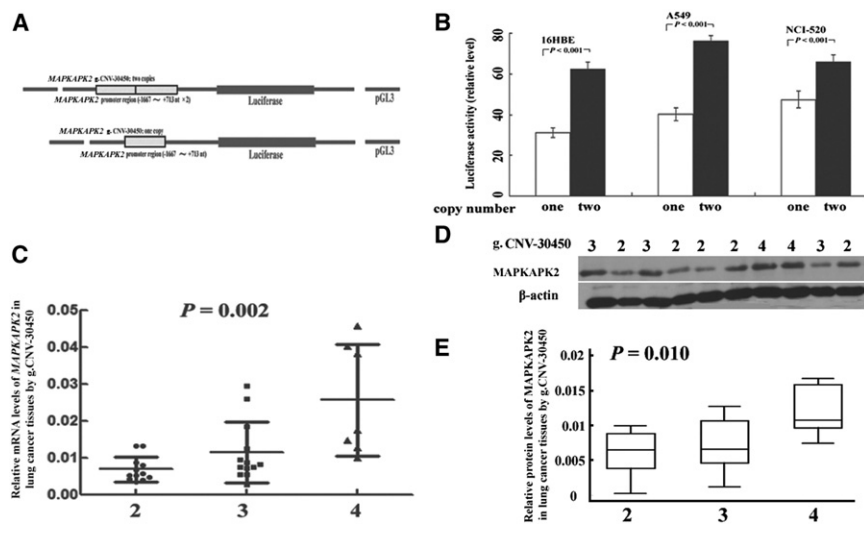 A
MAPKAPK2 g.CNV-30450: two copies
MAPKAPK2 promoter region (-1667 ~ +713 nt ×2)
Luciferase
pGL3
MAPKAPK2 g. CNV-30450: one copy
MAPKAPK2 promoter region (-1667 ~ +713 nt)
Luciferase
pGL3
B
Luciferase activity (relative level)
80
60
40
20
0
16HBE
P < 0.001
A549
P < 0.001
NCI-520
P < 0.001
copy number one two one two one two
C
Relative mRNA levels of MAPKAPK2 in
lung cancer tissues by g.CNV-30450
P = 0.002
0.05
0.04
0.03
0.02
0.01
0.00
2 3 4
D
g. CNV-30450 3 2 3 2 2 2 4 4 3 2
MAPKAPK2
β-actin
E
Relative protein levels of MAPKAPK2
in lung cancer tissues by g.CNV-30450
P = 0.010
0.02
0.015
0.01
0.005
0
2 3 4